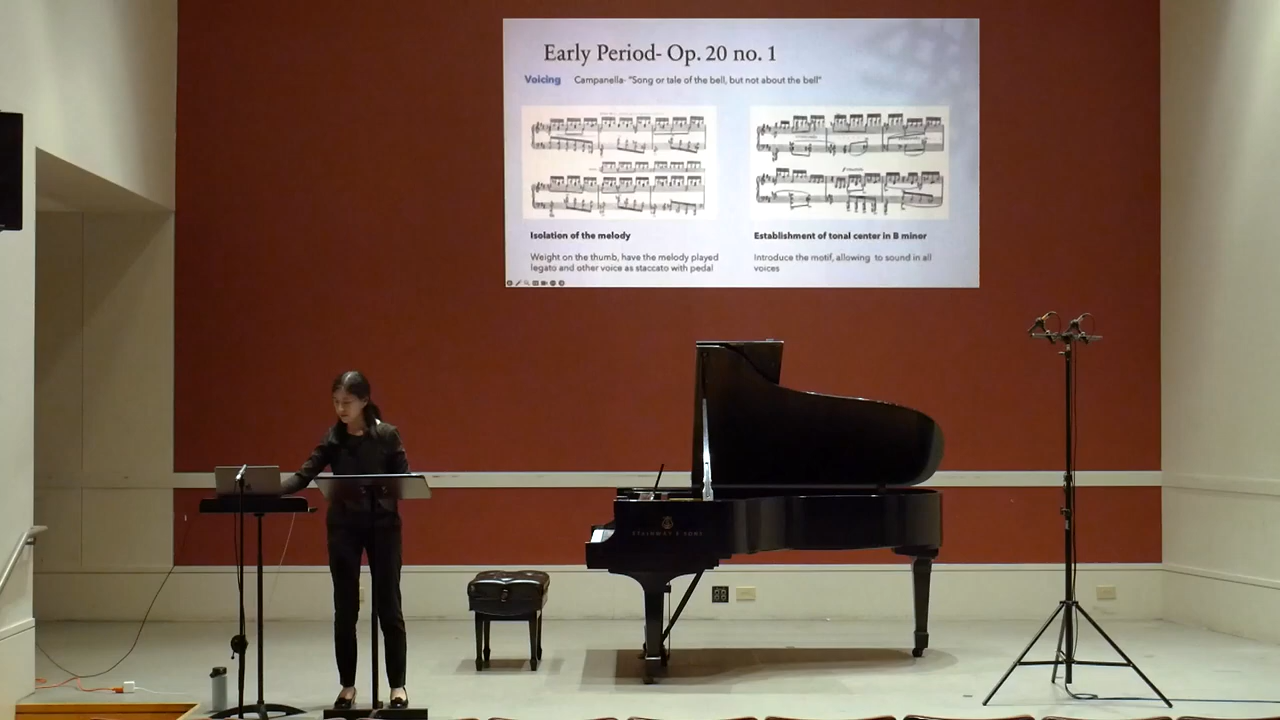 Early Period- Op. 20 no. 1
Voicing Campanella- "Song or tale of the bell, but not about the bell"
Isolation of the melody
Weight on the thumb, have the melody played
legato and other voice as staccato with pedal
Establishment of tonal center in B minor
Introduce the motif, allowing to sound in all
voices
STEINWAY & SONS